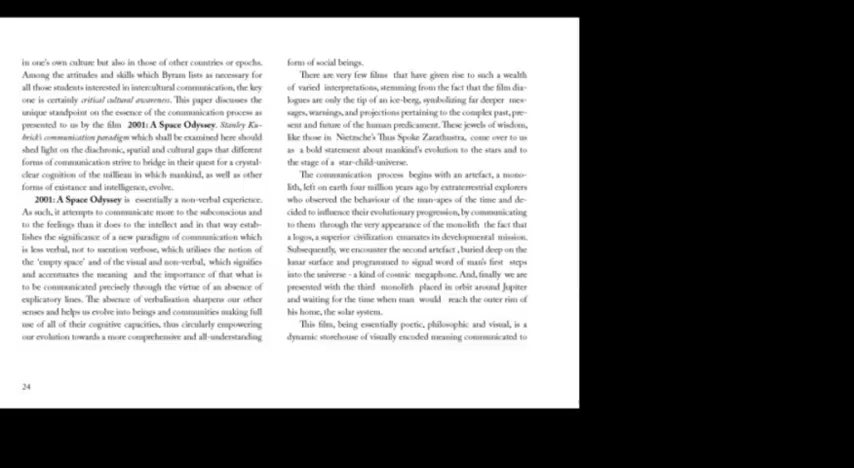 in one's own culture but also in those of other countries or epochs.
Among the attitudes and skills which Byram lists as necessary for
all those students interested in intercultural communication, the key
one is certainly critical cultural awareness. This paper discusses the
unique standpoint on the essence of the communication process as
presented to us by the film 2001: A Space Odyssey. Stanley Ku-
brick's communication paradigm which shall be examined here should
shed light on the diachronic, spatial and cultural gaps that different
forms of communication strive to bridge in their quest for a crystal-
clear cognition of the millieau in which mankind, as well as other
forms of existance and intelligence, evolve.
2001: A Space Odyssey is essentially a non-verbal experience.
As such, it attempts to communicate more to the subconscious and
to the feelings than it does to the intellect and in that way estab-
lishes the significance of a new paradigm of communication which
is less verbal, not to mention verbose, which utilises the notion of
the 'empty space' and of the visual and non-verbal, which signifies
and accentuates the meaning and the importance of that what is
to be communicated precisely through the virtue of an absence of
explicatory lines. The absence of verbalisation sharpens our other
senses and helps us evolve into beings and communities making full
use of all of their cognitive capacities, thus circularly empowering
our evolution towards a more comprehensive and all-understanding
24
form of social beings.
There are very few films that have given rise to such a wealth
of varied interpretations, stemming from the fact that the film dia-
logues are only the tip of an ice-berg, symbolizing far deeper mes-
sages, warnings, and projections pertaining to the complex past, pre-
sent and future of the human predicament. These jewels of wisdom,
like those in Nietzsche's Thus Spoke Zarathustra, come over to us
as a bold statement about mankind's evolution to the stars and to
the stage of a star-child-universe.
The communication process begins with an artefact, a mono-
lith, left on earth four million years ago by extraterrestrial explorers
who observed the behaviour of the man-apes of the time and de-
cided to influence their evolutionary progression, by communicating
to them through the very appearance of the monolith the fact that
a logos, a superior civilization emanates its developmental mission.
Subsequently, we encounter the second artefact , buried deep on the
lunar surface and programmed to signal word of man's first steps
into the universe - a kind of cosmic megaphone. And, finally we are
presented with the third monolith placed in orbit around Jupiter
and waiting for the time when man would reach the outer rim of
his home, the solar system.
This film, being essentially poetic, philosophic and visual, is a
dynamic storehouse of visually encoded meaning communicated to